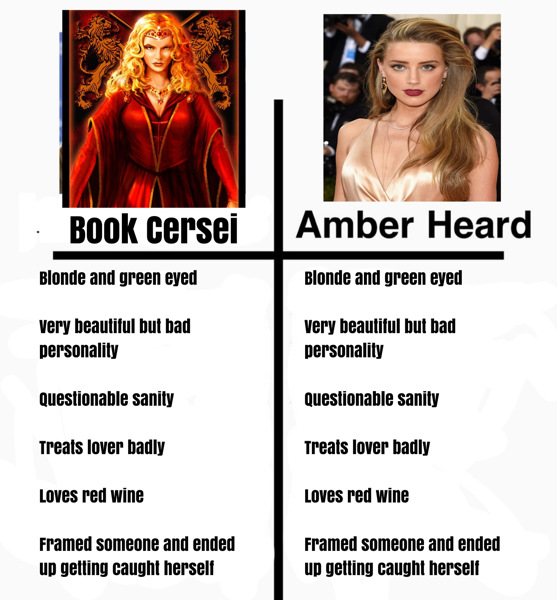 Book Cersei
Amber Heard
Blonde and green eyed
Very beautiful but bad
personality
Questionable sanity
Treats lover badly
Loves red wine
Framed someone and ended
up getting caught herself
Blonde and green eyed
Very beautiful but bad
personality
Questionable sanity
Treats lover badly
Loves red wine
Framed someone and ended
up getting caught herself